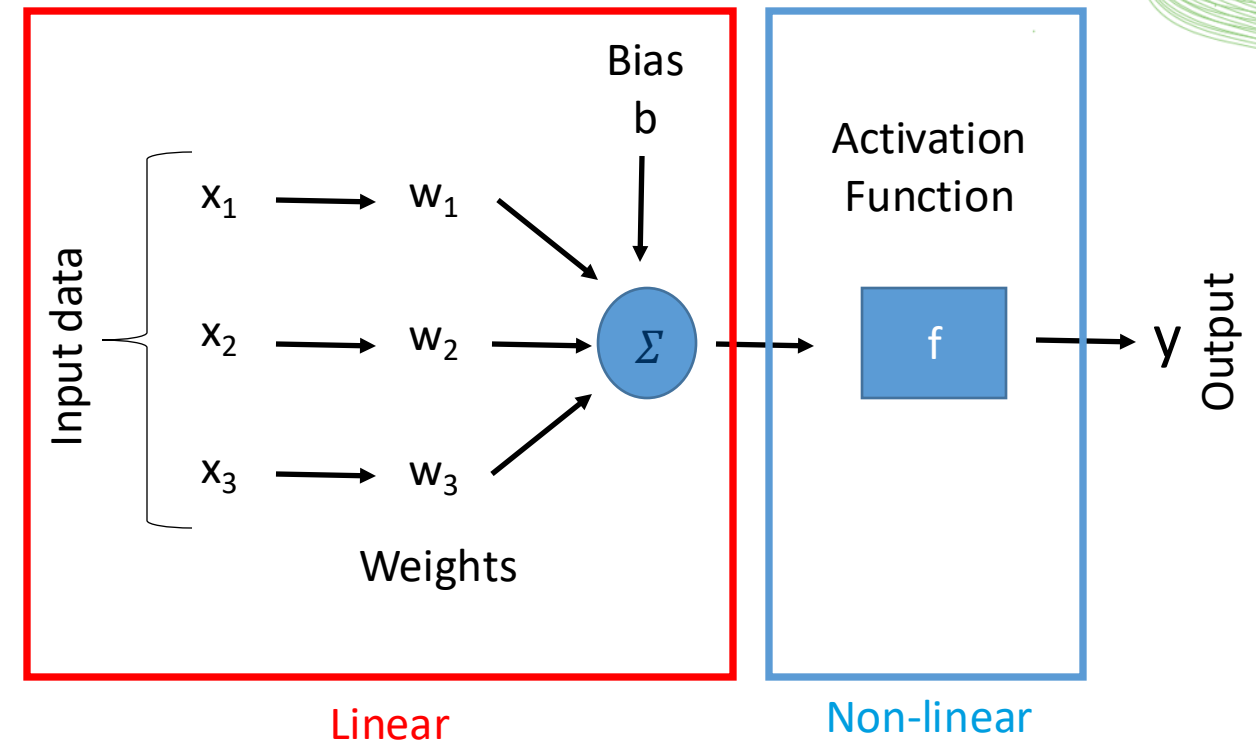 Bias
b
Activation
Function
Input data
x₁
w₁
x₂
w₂
Σ
f
y
Output
x₃
w₃
Weights
Linear
Non-linear